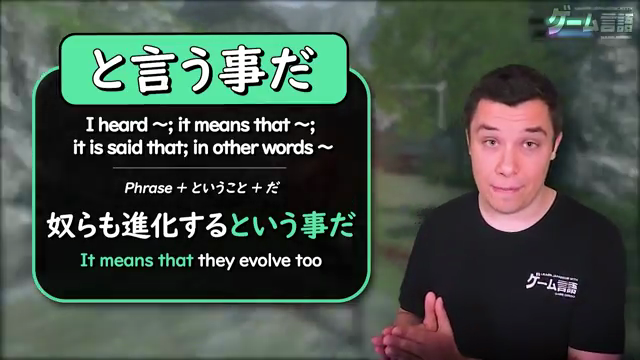 と言う事だ
I heard ～; it means that ～;
it is said that; in other words ～
Phrase + ということ + だ
奴らも進化するという事だ
It means that they evolve too
ゲーム言語
ゲーム言語